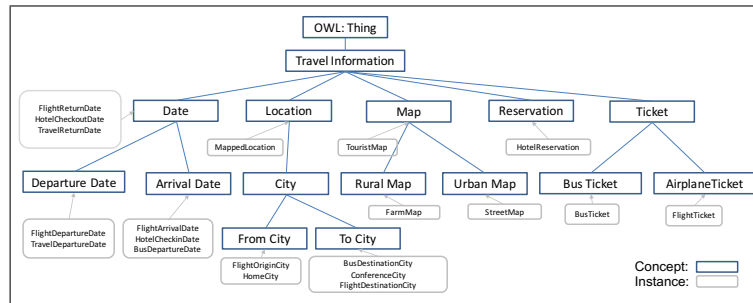 OWL: Thing
Travel Information
FlightReturnDate
HotelCheckoutDate
TravelReturnDate
Date
Location
Map
Reservation
Ticket
MappedLocation
TouristMap
HotelReservation
Departure Date
Arrival Date
City
Rural Map
Urban Map
Bus Ticket
AirplaneTicket
FlightDepartureDate
TravelDepartureDate
FlightArrivalDate
HotelCheckinDate
BusDepartureDate
FarmMap
StreetMap
BusTicket
FlightTicket
From City
To City
FlightOriginCity
HomeCity
BusDestinationCity
ConferenceCity
FlightDestinationCity
Concept:
Instance: